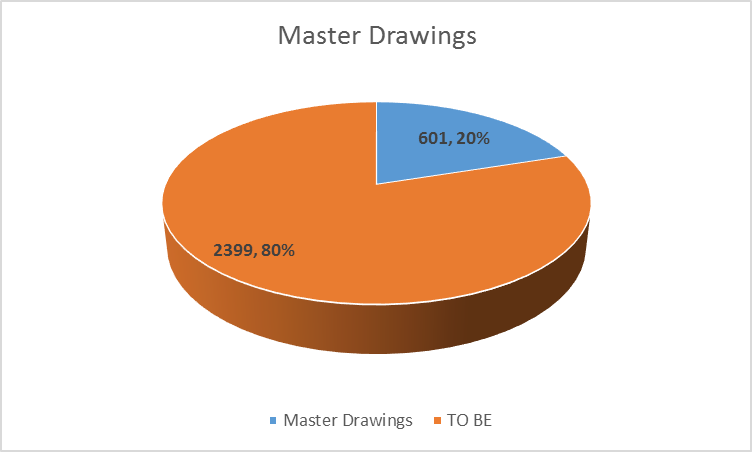 Master Drawings
601, 20%
2399, 80%
Master Drawings
TO BE